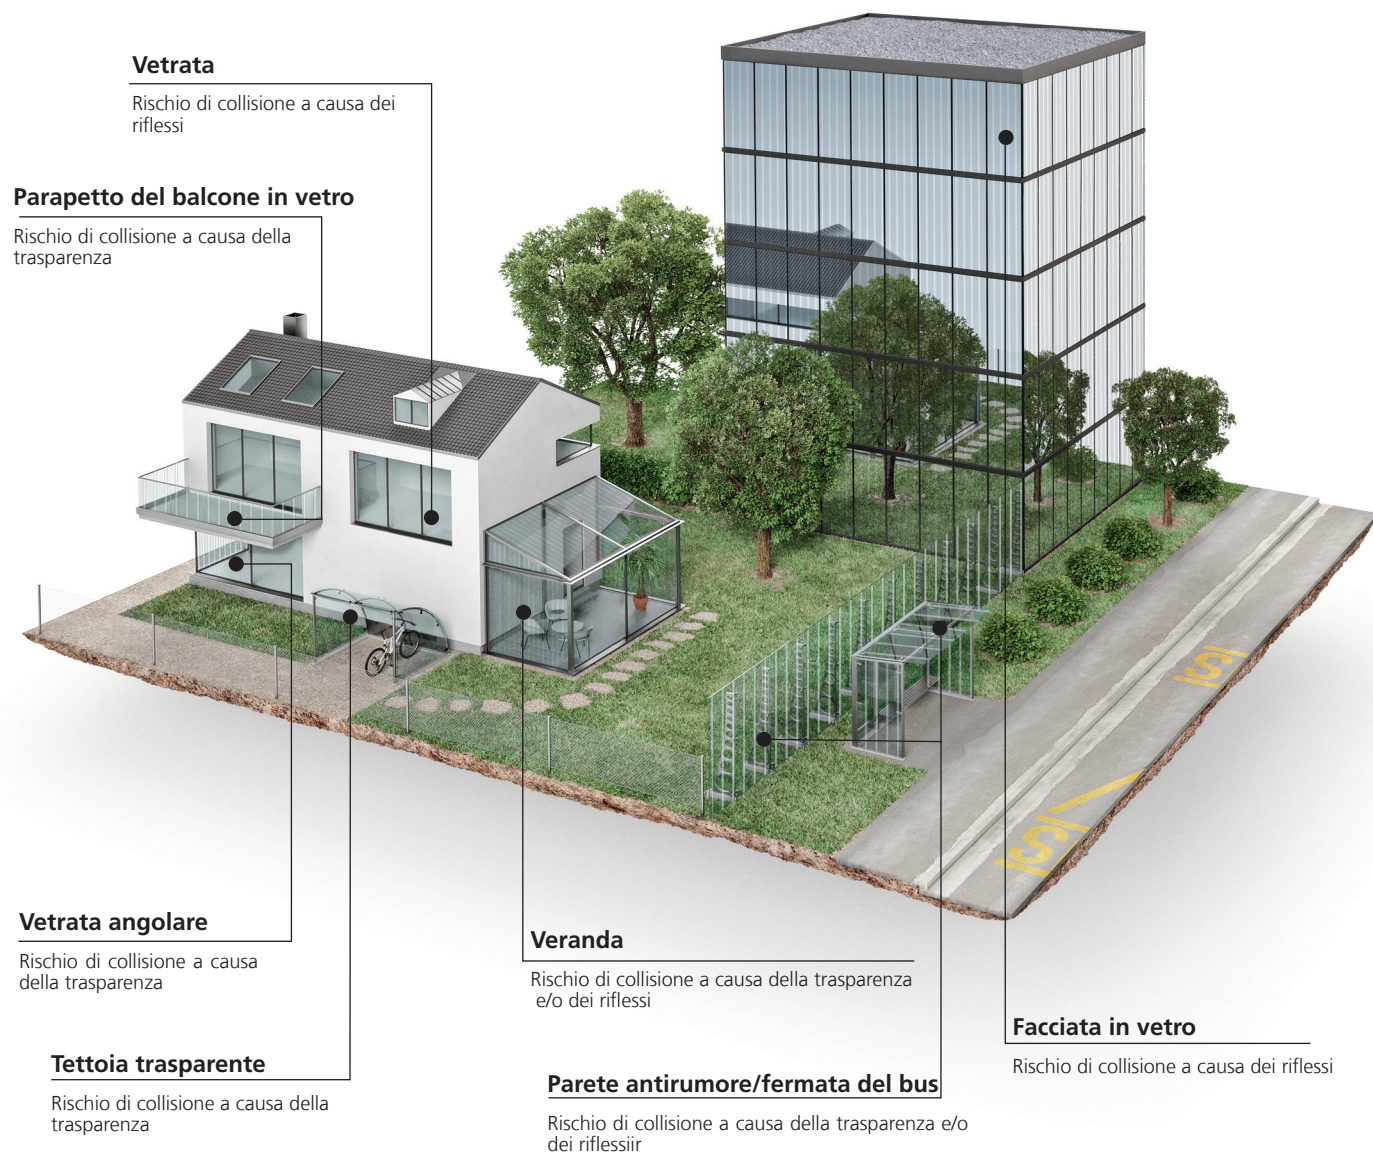 Vetrata
Rischio di collisione a causa dei
riflessi
Parapetto del balcone in vetro
Rischio di collisione a causa della
trasparenza
Vetrata angolare
Rischio di collisione a causa
della trasparenza
Tettoia trasparente
Rischio di collisione a causa della
trasparenza
Veranda
Rischio di collisione a causa della trasparenza
e/o dei riflessi
Parete antirumore/fermata del bus
Rischio di collisione a causa della trasparenza e/o
dei riflessiir
Facciata in vetro
Rischio di collisione a causa dei riflessi